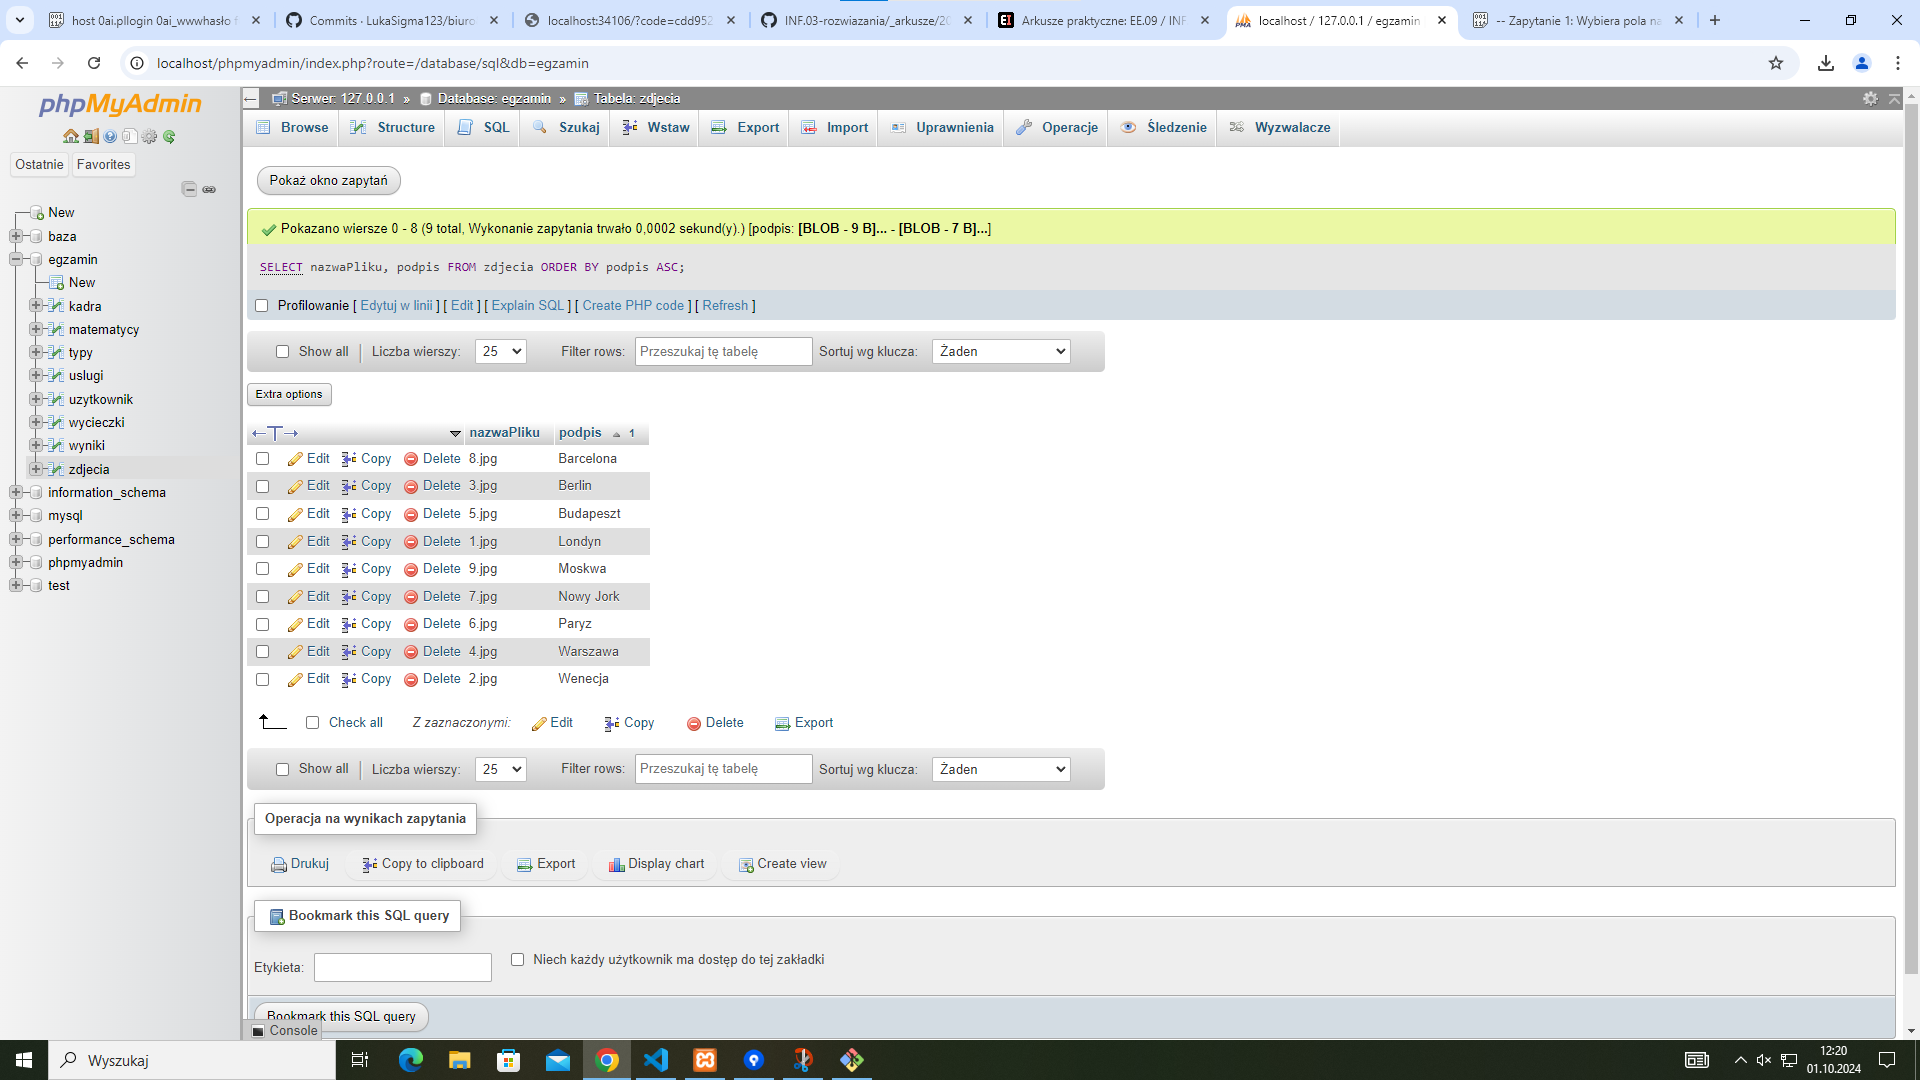 host 0ai.pllogin 0ai_wwwhasło f
Commits · LukaSigma123/biuro
localhost:34106/?code=cdd952
INF.03-rozwiazania/_arkusze/20
Arkusze praktyczne: EE.09 / INF
localhost / 127.0.0.1 / egzamin
-- Zapytanie 1: Wybiera pola na
localhost/phpmyadmin/index.php?route=/database/sql&db=egzamin
phpMyAdmin
Ostatnie
Favorites
New
baza
egzamin
New
kadra
matematycy
typy
uslugi
uzytkownik
wycieczki
wyniki
zdjecia
information_schema
mysql
performance_schema
phpmyadmin
test
Serwer: 127.0.0.1 » Database: egzamin » Tabela: zdjecia
Browse Structure SQL Szukaj Wstaw Export Import Uprawnienia Operacje Śledzenie Wyzwalacze
Pokaż okno zapytań
Pokazano wiersze 0 - 8 (9 total, Wykonanie zapytania trwało 0,0002 sekund(y).) [podpis: [BLOB - 9 B]... - [BLOB - 7 B]...]
SELECT nazwaPliku, podpis FROM zdjecia ORDER BY podpis ASC;
Profilowanie [ Edytuj w linii ] [ Edit ] [ Explain SQL ] [ Create PHP code ] [ Refresh ]
Show all Liczba wierszy: 25 Filter rows: Przeszukaj tę tabelę Sortuj wg klucza: Żaden
Extra options
←T→ nazwaPliku podpis 1
Edit Copy Delete 8.jpg Barcelona
Edit Copy Delete 3.jpg Berlin
Edit Copy Delete 5.jpg Budapeszt
Edit Copy Delete 1.jpg Londyn
Edit Copy Delete 9.jpg Moskwa
Edit Copy Delete 7.jpg Nowy Jork
Edit Copy Delete 6.jpg Paryz
Edit Copy Delete 4.jpg Warszawa
Edit Copy Delete 2.jpg Wenecja
Check all Z zaznaczonymi: Edit Copy Delete Export
Show all Liczba wierszy: 25 Filter rows: Przeszukaj tę tabelę Sortuj wg klucza: Żaden
Operacja na wynikach zapytania
Drukuj Copy to clipboard Export Display chart Create view
Bookmark this SQL query
Etykieta: Niech każdy użytkownik ma dostęp do tej zakładki
Bookmark this SQL query
Console
Wyszukaj
12:20
01.10.2024